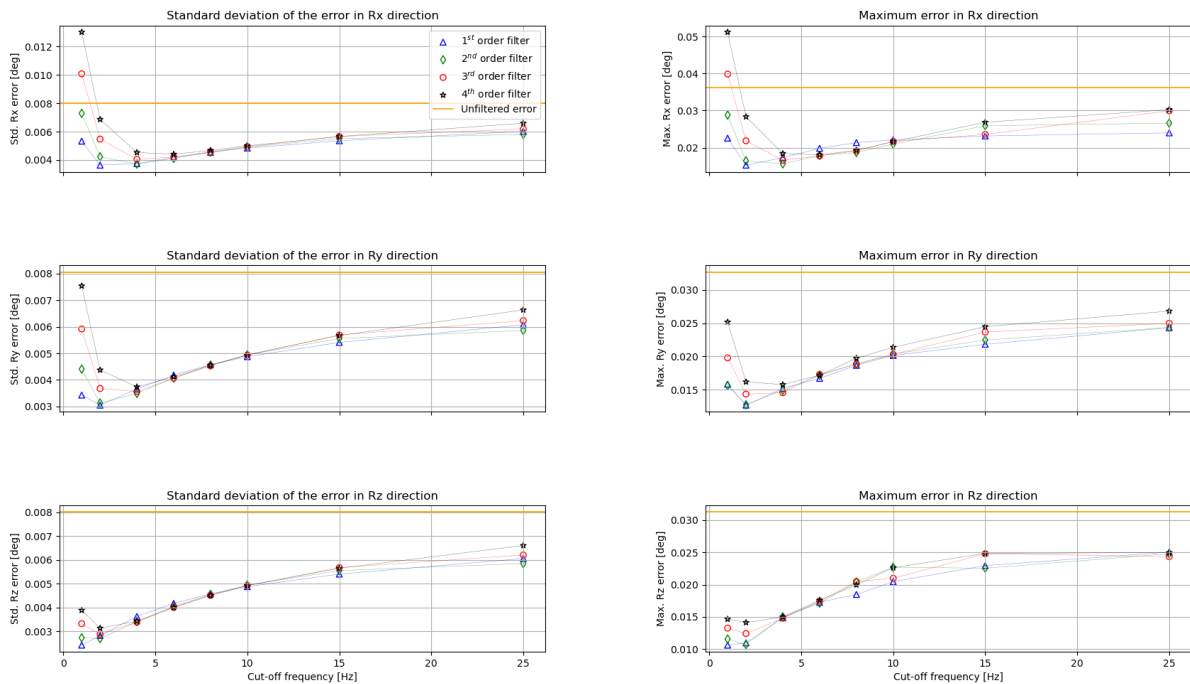 Standard deviation of the error in Rx direction
Std. Rx error [deg]
0.012
0.010
0.008
0.006
0.004
1st order filter
2nd order filter
3rd order filter
4th order filter
Unfiltered error
Maximum error in Rx direction
Max. Rx error [deg]
0.05
0.04
0.03
0.02
Standard deviation of the error in Ry direction
Std. Ry error [deg]
0.008
0.007
0.006
0.005
0.004
0.003
Maximum error in Ry direction
Max. Ry error [deg]
0.030
0.025
0.020
0.015
Standard deviation of the error in Rz direction
Std. Rz error [deg]
0.008
0.007
0.006
0.005
0.004
0.003
0 5 10 15 20 25
Cut-off frequency [Hz]
Maximum error in Rz direction
Max. Rz error [deg]
0.030
0.025
0.020
0.015
0.010
0 5 10 15 20 25
Cut-off frequency [Hz]